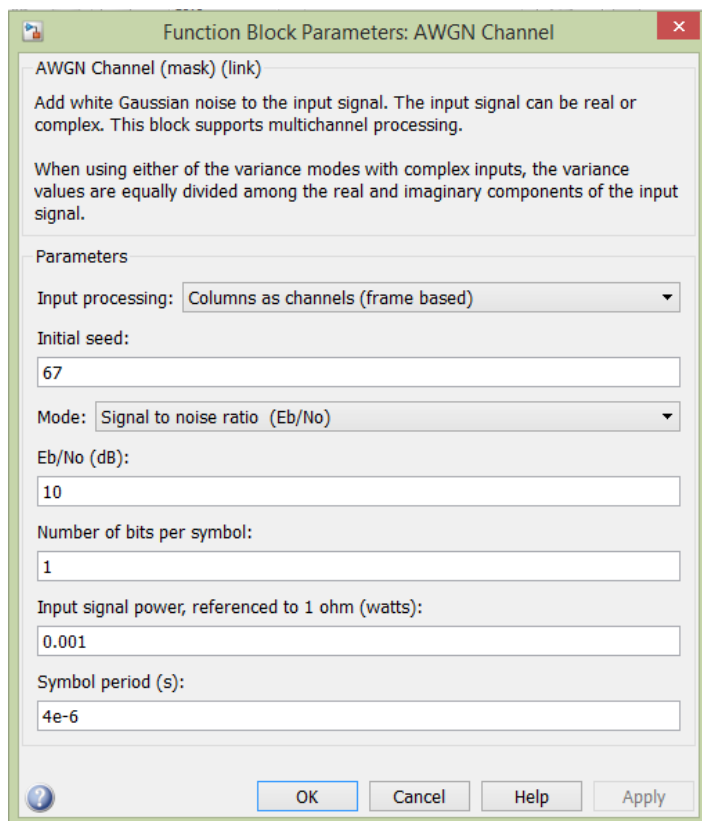 Function Block Parameters: AWGN Channel
AWGN Channel (mask) (link)
Add white Gaussian noise to the input signal. The input signal can be real or
complex. This block supports multichannel processing.
When using either of the variance modes with complex inputs, the variance
values are equally divided among the real and imaginary components of the input
signal.
Parameters
Input processing: Columns as channels (frame based)
Initial seed:
67
Mode: Signal to noise ratio (Eb/No)
Eb/No (dB):
10
Number of bits per symbol:
1
Input signal power, referenced to 1 ohm (watts):
0.001
Symbol period (s):
4e-6
OK Cancel Help Apply